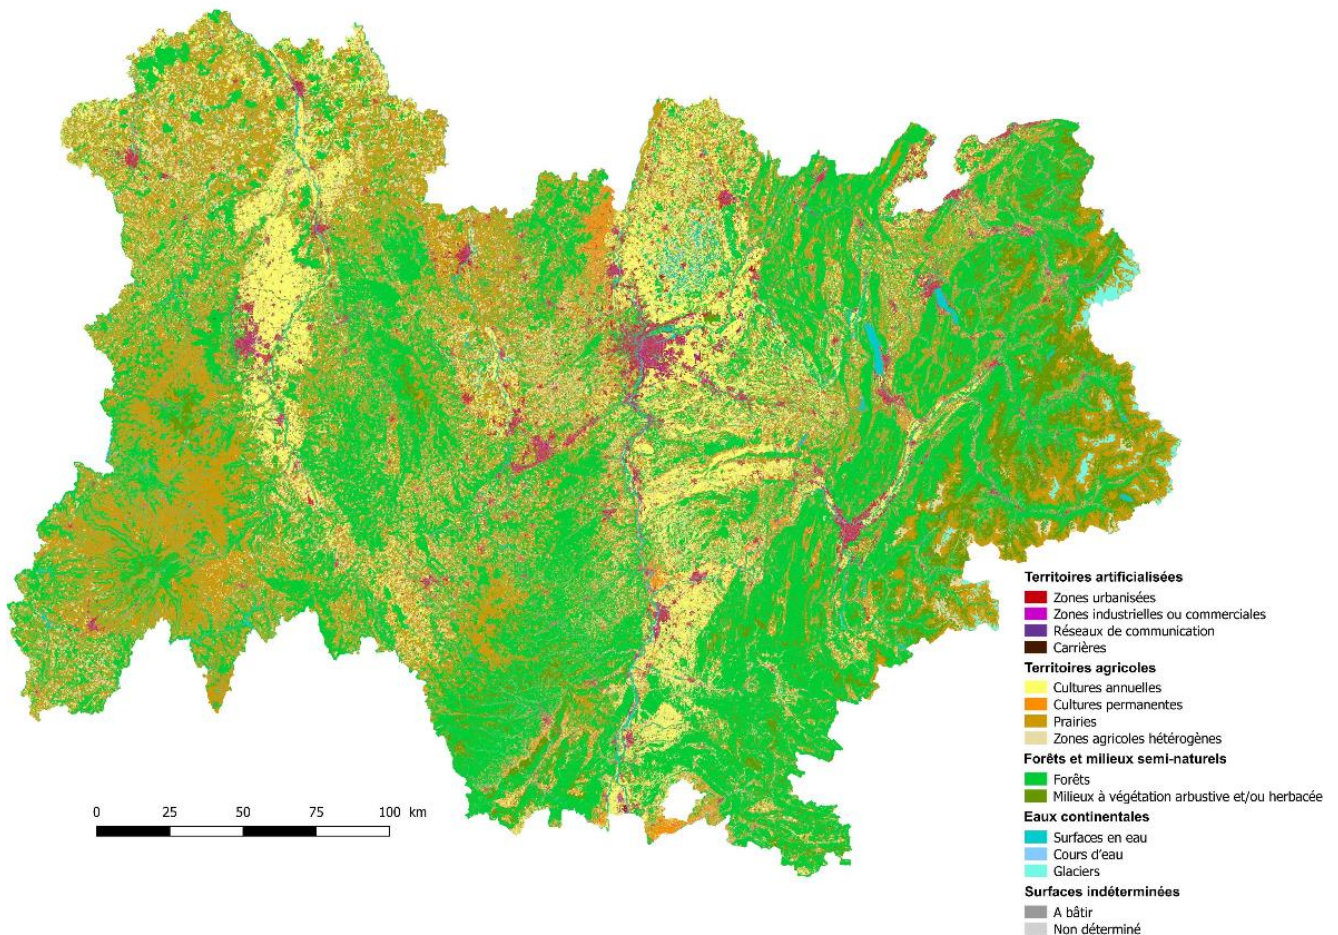 Territoires artificialisées
Zones urbanisées
Zones industrielles ou commerciales
Réseaux de communication
Carrières
Territoires agricoles
Cultures annuelles
Cultures permanentes
Prairies
Zones agricoles hétérogènes
Forêts et milieux semi-naturels
Forêts
Milieux à végétation arbustive et/ou herbacée
Eaux continentales
Surfaces en eau
Cours d'eau
Glaciers
Surfaces indéterminées
A bâtir
Non déterminé
0 25 50 75 100 km